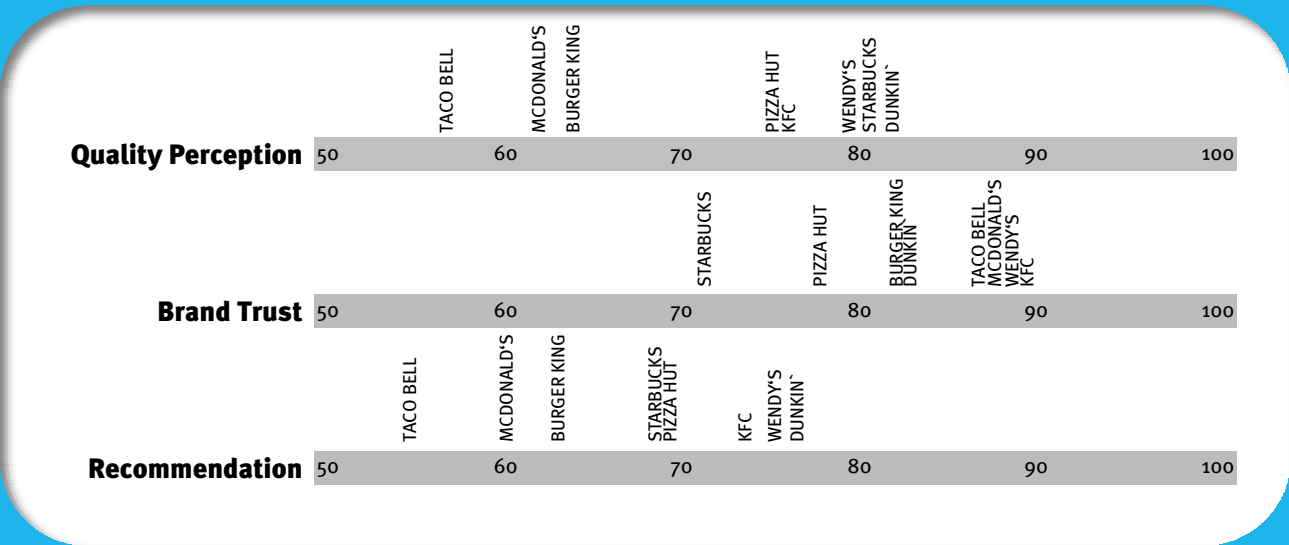 TACO BELL
MCDONALD‘S
BURGER KING
PIZZA HUT
KFC
WENDY‘S
STARBUCKS
DUNKIN`
Quality Perception 50 60 70 80 90 100
STARBUCKS
PIZZA HUT
BURGER KING
DUNKIN`
TACO BELL
MCDONALD‘S
WENDY‘S
KFC
Brand Trust 50 60 70 80 90 100
TACO BELL
MCDONALD‘S
BURGER KING
STARBUCKS
PIZZA HUT
KFC
WENDY‘S
DUNKIN`
Recommendation 50 60 70 80 90 100